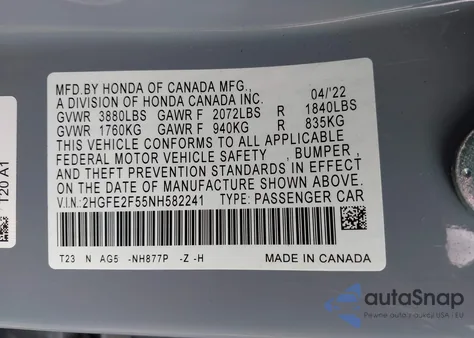 MFD.BY HONDA OF CANADA MFG.,
A DIVISION OF HONDA CANADA INC. 04/'22
GVWR 3880LBS GAWR F 2072LBS R 1840LBS
GVWR 1760KG GAWR F 940KG R 835KG
THIS VEHICLE CONFORMS TO ALL APPLICABLE
FEDERAL MOTOR VEHICLE SAFETY , BUMPER ,
AND THEFT PREVENTION STANDARDS IN EFFECT
ON THE DATE OF MANUFACTURE SHOWN ABOVE.
V.I.N:2HGFE2F55NH582241 TYPE: PASSENGER CAR
T23 N AG5 -NH877P -Z -H MADE IN CANADA
T20 A1
autoSnap